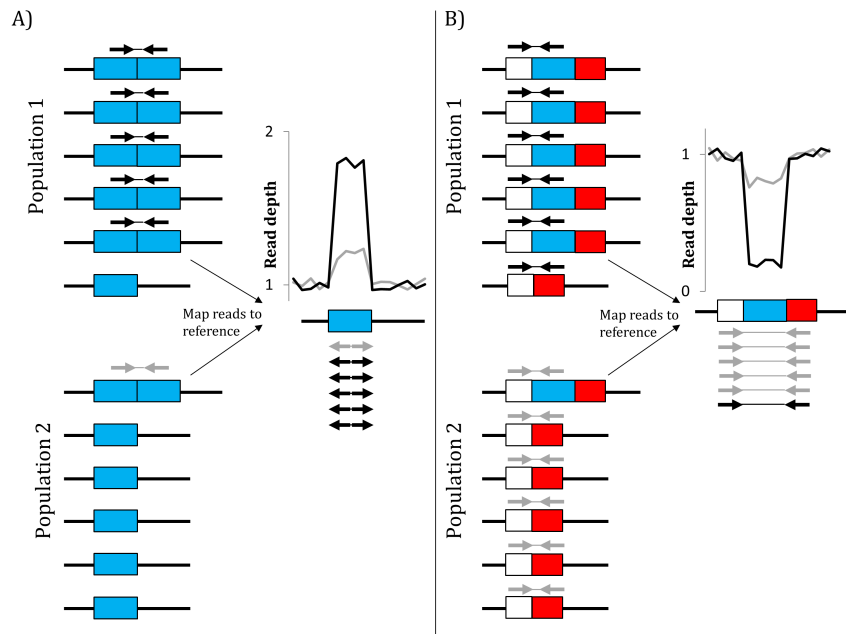 A)
Population 1
2
Read depth
1
Map reads to
reference
Population 2
B)
Population 1
1
Read depth
0
Map reads to
reference
Population 2